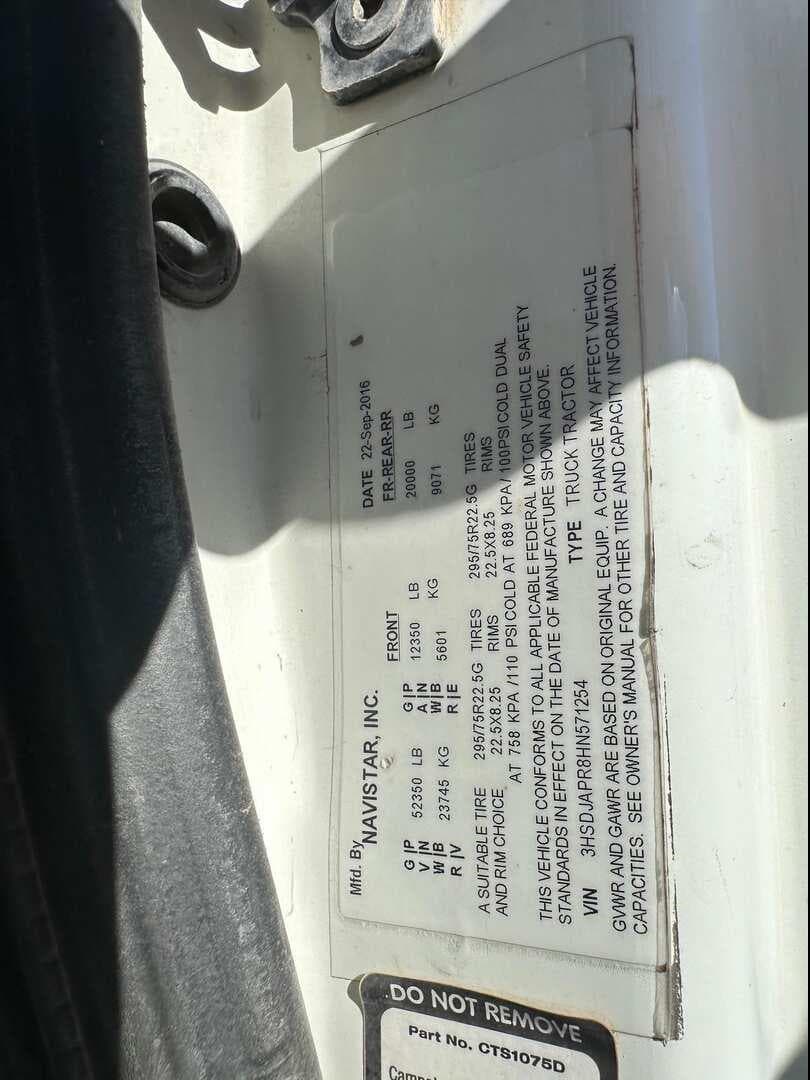 Mfd. By
NAVISTAR, INC.
DATE 22-Sep-2016
FRONT FR-REAR-RR
G|P 52350 LB G|P 12350 LB 20000 LB
V|N A|N
W|B 23745 KG W|B 5601 KG 9071 KG
R|V R|E
A SUITABLE TIRE 295/75R22.5G TIRES 295/75R22.5G TIRES
AND RIM CHOICE 22.5X8.25 RIMS 22.5X8.25 RIMS
AT 758 KPA /110 PSI COLD AT 689 KPA / 100PSI COLD DUAL
THIS VEHICLE CONFORMS TO ALL APPLICABLE FEDERAL MOTOR VEHICLE SAFETY
STANDARDS IN EFFECT ON THE DATE OF MANUFACTURE SHOWN ABOVE.
VIN 3HSDJAPR8HN571254 TYPE TRUCK TRACTOR
GVWR AND GAWR ARE BASED ON ORIGINAL EQUIP. A CHANGE MAY AFFECT VEHICLE
CAPACITIES. SEE OWNER'S MANUAL FOR OTHER TIRE AND CAPACITY INFORMATION.
DO NOT REMOVE
Part No. CTS1075D